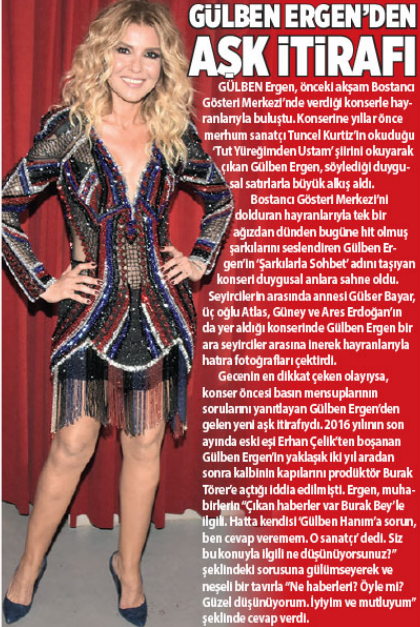 GÜLBEN ERGEN’DEN
AŞK İTİRAFI
GÜLBEN Ergen, önceki akşam Bostancı
Gösteri Merkezi’nde verdiği konserle hay-
ranlarıyla buluştu. Konserine yıllar önce
merhum sanatçı Tuncel Kurtiz’in okuduğu
‘Tut Yüreğimden Ustam’ şiirini okuyarak
çıkan Gülben Ergen, söylediği duygu-
sal satırlarla büyük alkış aldı.
Bostancı Gösteri Merkezi’ni
dolduran hayranlarıyla tek bir
ağızdan dünden bugüne hit olmuş
şarkılarını seslendiren Gülben Er-
gen’in ‘Şarkılarla Sohbet’ adını taşıyan
konseri duygusal anlara sahne oldu.
Seyircilerin arasında annesi Gülser Bayar,
üç oğlu Atlas, Güney ve Ares Erdoğan’ın
da yer aldığı konserinde Gülben Ergen bir
ara seyirciler arasına inerek hayranlarıyla
hatıra fotoğrafları çektirdi.
Gecenin en dikkat çeken olayıysa,
konser öncesi basın mensuplarının
sorularını yanıtlayan Gülben Ergen’den
gelen yeni aşk itirafıydı. 2016 yılının son
ayında eski eşi Erhan Çelik’ten boşanan
Gülben Ergen’in yaklaşık iki yıl aradan
sonra kalbinin kapılarını prodüktör Burak
Törer’e açtığı iddia edilmişti. Ergen, muha-
birlerin “Çıkan haberler var Burak Bey’le
ilgili. Hatta kendisi ‘Gülben Hanım’a sorun,
ben cevap veremem. O sanatçı’ dedi. Siz
bu konuyla ilgili ne düşünüyorsunuz?”
şeklindeki sorusuna gülümseyerek ve
neşeli bir tavırla “Ne haberleri? Öyle mi?
Güzel düşünüyorum. İyiyim ve mutluyum”
şeklinde cevap verdi.